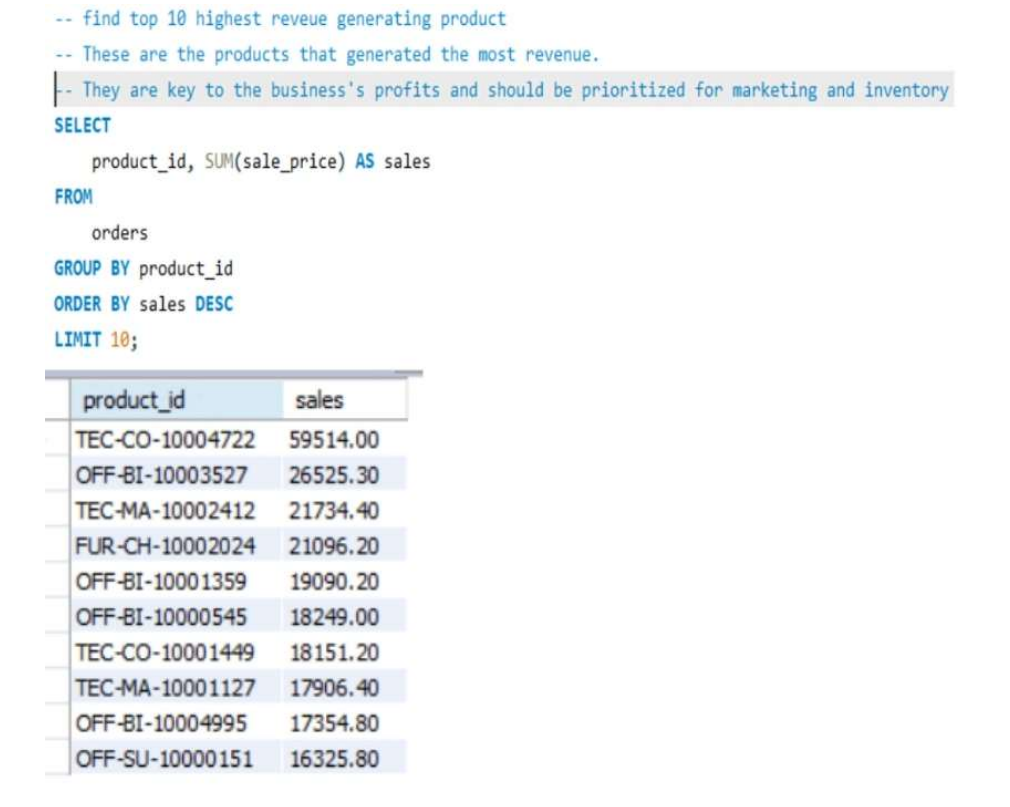 -- find top 10 highest reveue generating product
-- These are the products that generated the most revenue.
-- They are key to the business's profits and should be prioritized for marketing and inventory
SELECT
product_id, SUM(sale_price) AS sales
FROM
orders
GROUP BY product_id
ORDER BY sales DESC
LIMIT 10;
product_id sales
TEC-CO-10004722 59514.00
OFF-BI-10003527 26525.30
TEC-MA-10002412 21734.40
FUR-CH-10002024 21096.20
OFF-BI-10001359 19090.20
OFF-BI-10000545 18249.00
TEC-CO-10001449 18151.20
TEC-MA-10001127 17906.40
OFF-BI-10004995 17354.80
OFF-SU-10000151 16325.80